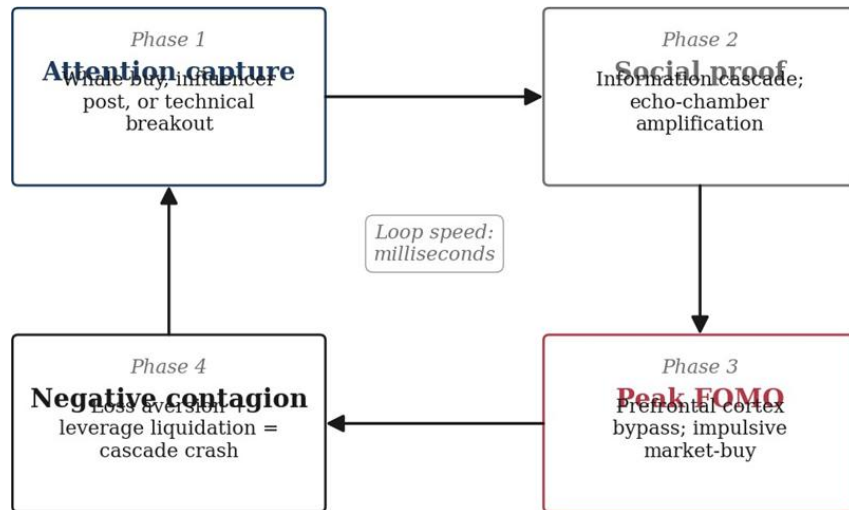 Phase 1
Attention capture
Whale buy, influencer
post, or technical
breakout
Phase 2
Social proof
Information cascade;
echo-chamber
amplification
Loop speed:
milliseconds
Phase 4
Negative contagion
Loss aversion
leverage liquidation =
cascade crash
Phase 3
Peak FOMO
Prefrontal cortex
bypass; impulsive
market-buy